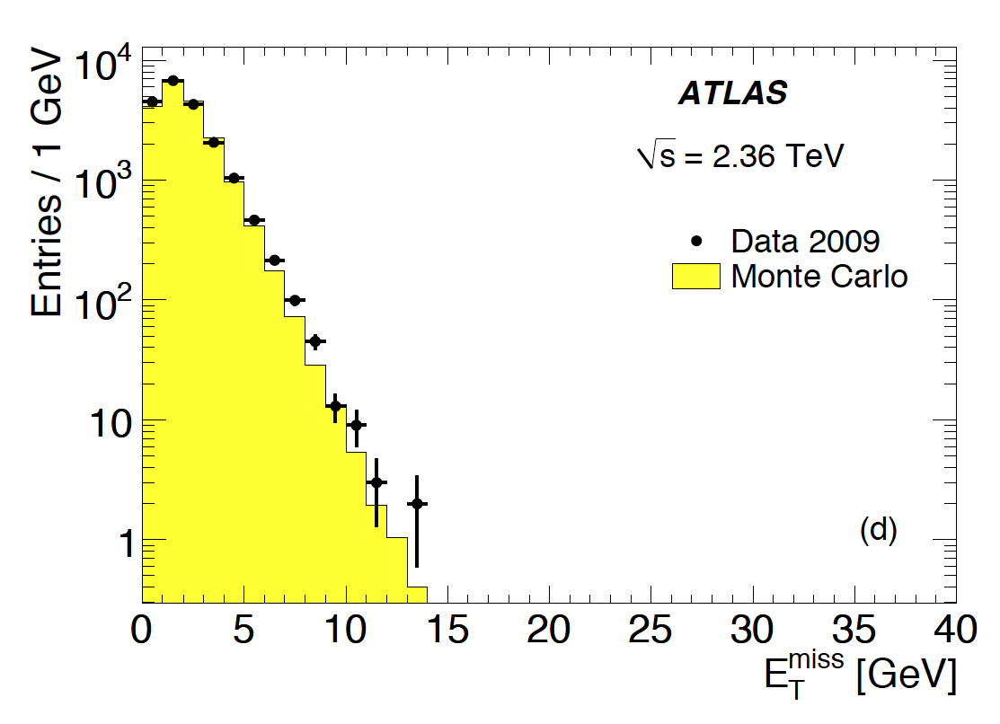 Entries / 1 GeV
10⁴
10³
10²
10
1
ATLAS
√s = 2.36 TeV
Data 2009
Monte Carlo
(d)
0 5 10 15 20 25 30 35 40
E_T^miss [GeV]